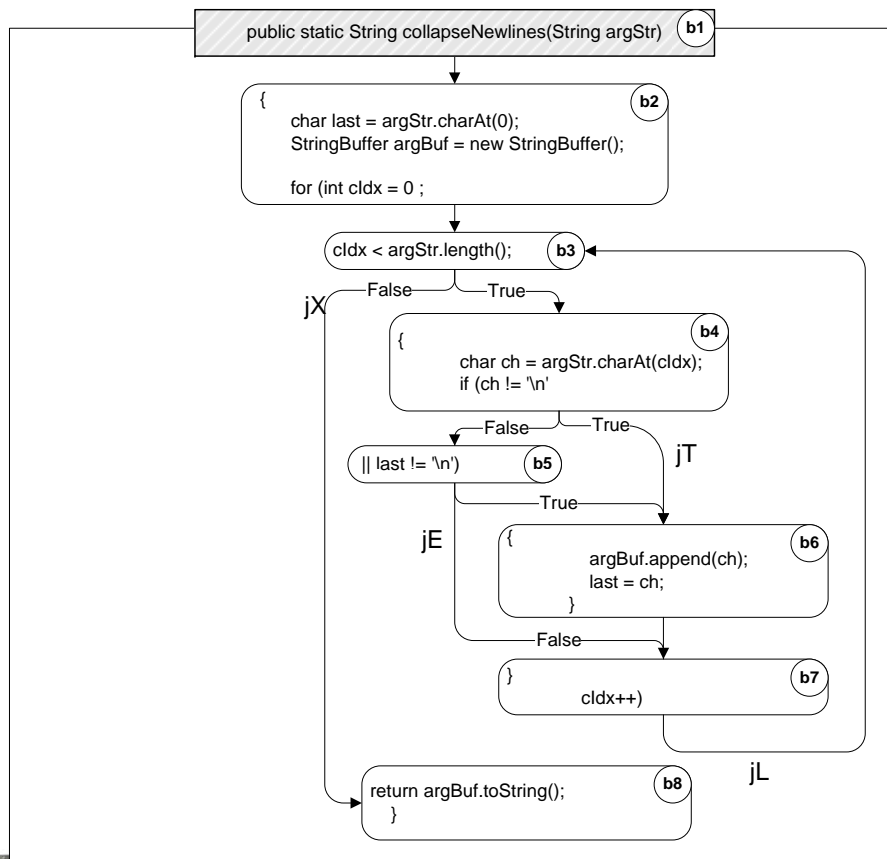 public static String collapseNewlines(String argStr) b1
{ b2
char last = argStr.charAt(0);
StringBuffer argBuf = new StringBuffer();
for (int cIdx = 0 ;
cIdx < argStr.length(); b3
False True
jX
{ b4
char ch = argStr.charAt(cIdx);
if (ch != '\n'
False True
jT
|| last != '\n') b5
True
jE
{ b6
argBuf.append(ch);
last = ch;
}
False
} b7
cIdx++)
jL
return argBuf.toString(); b8
}